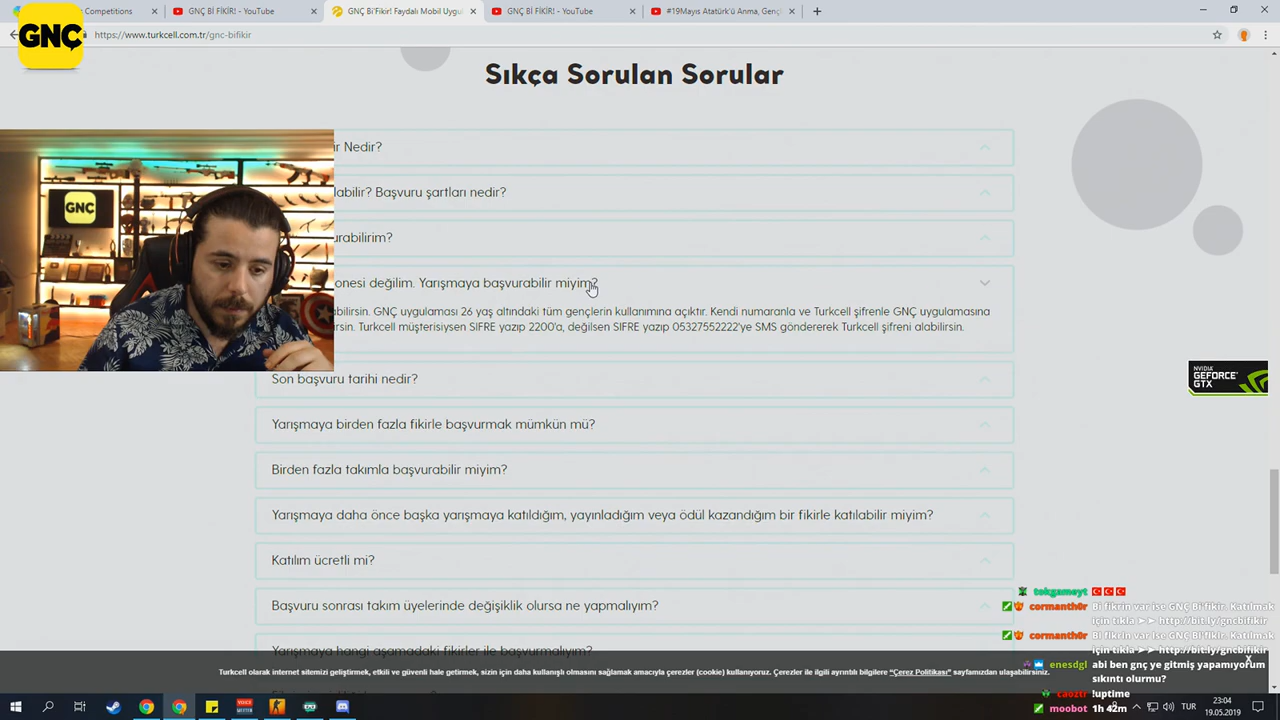 GNÇ
Competitions
GNÇ Bİ FİKİR! - YouTube
GNÇ Bi'Fikir! Faydalı Mobil Uygul
GNÇ Bİ FİKİR! - YouTube
#19Mayıs Atatürk'ü Anma, Genç
https://www.turkcell.com.tr/gnc-bifikir
Sıkça Sorulan Sorular
Nedir?
Başvuru şartları nedir?
GNÇ
değilim. Yarışmaya başvurabilir miyim?
GNÇ uygulaması 26 yaş altındaki tüm gençlerin kullanımına açıktır. Kendi numaranla ve Turkcell şifrenle GNÇ uygulamasına
Turkcell müşterisiysen SIFRE yazıp 2200'a, değilsen SIFRE yazıp 05327552222'ye SMS göndererek Turkcell şifreni alabilirsin.
NVIDIA
GEFORCE
GTX
Son başvuru tarihi nedir?
Yarışmaya birden fazla fikirle başvurmak mümkün mü?
Birden fazla takımla başvurabilir miyim?
Yarışmaya daha önce başka yarışmaya katıldığım, yayınladığım veya ödül kazandığım bir fikirle katılabilir miyim?
Katılım ücretli mi?
Başvuru sonrası takım üyelerinde değişiklik olursa ne yapmalıyım?
Yarışmaya hangi aşamadaki fikirler ile başvurmalıyım?
Turkcell olarak internet sitemizi geliştirmek, etkili ve güvenli hale getirmek, sizin için daha kullanışlı olmasını sağlamak amacıyla çerezler (cookie) kullanıyoruz. Çerezler ile ilgili ayrıntılı bilgilere "Çerez Politikası" sayfamızdan ulaşabilirsiniz.
tokgameyt
cormanth0r Bi fikrin var ise GNÇ Bi fikir. Katılmak
için tıkla ►► http://bit.ly/gncbifikir
cormanth0r Bi fikrin var ise GNÇ Bi fikir. Katılmak
için tıkla ►► http://bit.ly/gncbifikir
enesdgl abi ben gnç ye gitmiş yapamıyorum
sıkıntı olurmu?
caoztr !uptime
moobot 1h 42m
VOICE
MEETER
TUR
23:04
19.05.2019